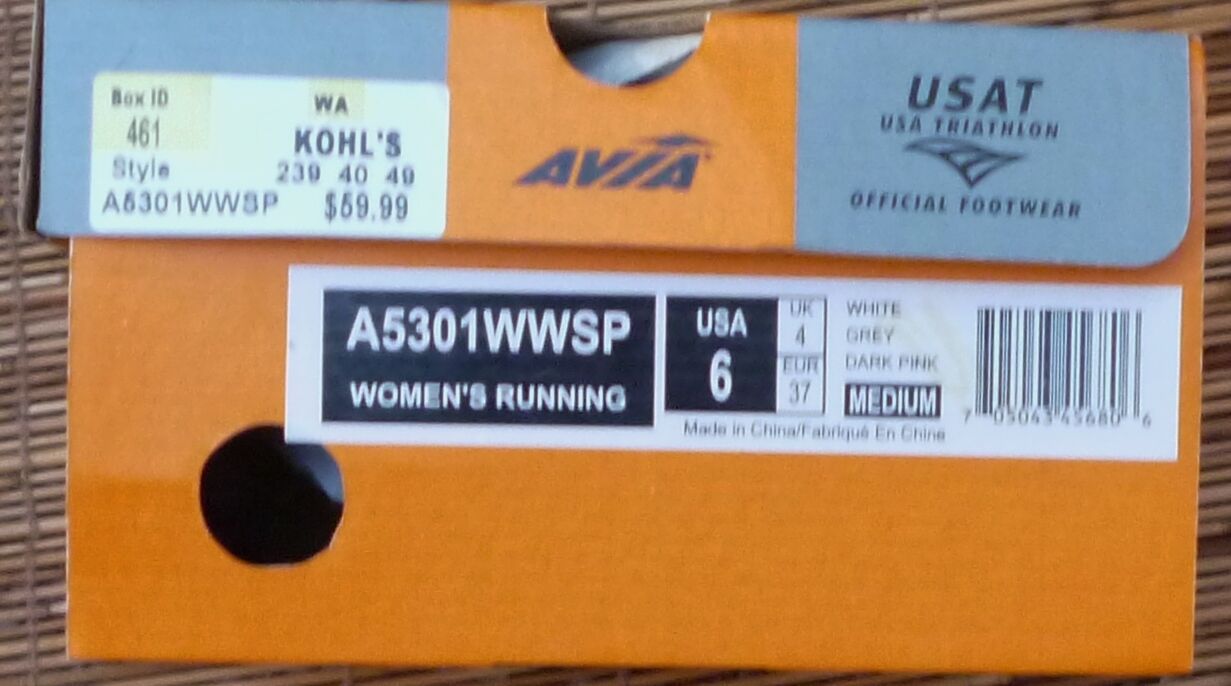 Box ID
WA
461
KOHL'S
Style
239 40 49
A5301WWSP
$59.99
AVIA
USAT
USA TRIATHLON
OFFICIAL FOOTWEAR
A5301WWSP
WOMEN'S RUNNING
USA
6
UK
4
EUR
37
WHITE
GREY
DARK PINK
MEDIUM
Made in China/Fabriqué En Chine
7 05043 45680 6